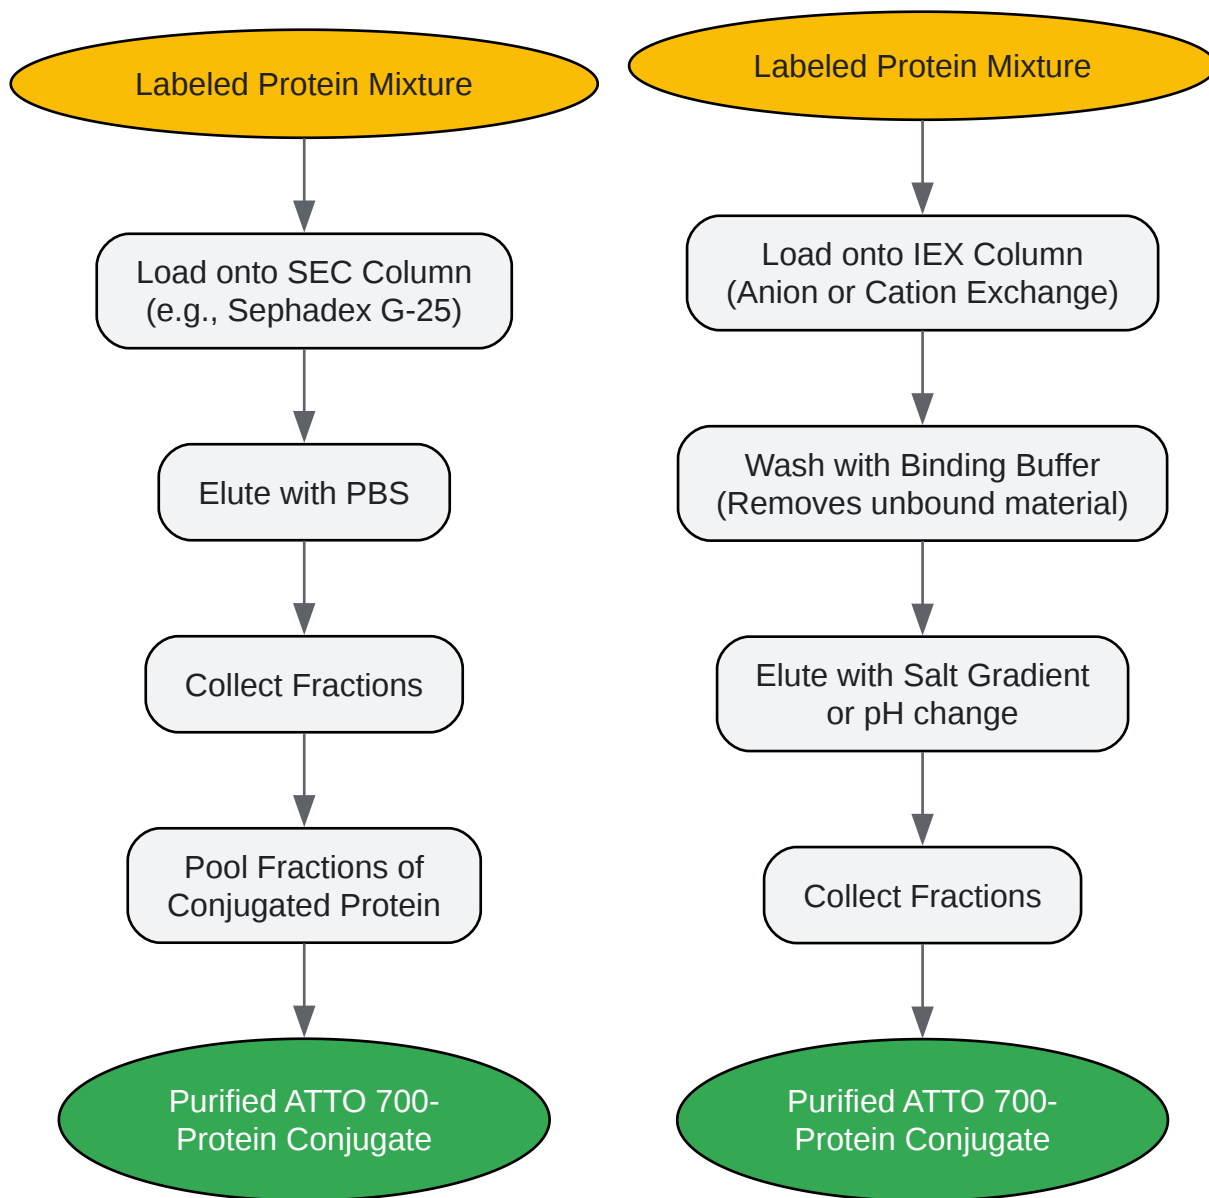 Labeled Protein Mixture
Load onto SEC Column
(e.g., Sephadex G-25)
Elute with PBS
Collect Fractions
Pool Fractions of
Conjugated Protein
Purified ATTO 700-
Protein Conjugate
Labeled Protein Mixture
Load onto IEX Column
(Anion or Cation Exchange)
Wash with Binding Buffer
(Removes unbound material)
Elute with Salt Gradient
or pH change
Collect Fractions
Purified ATTO 700-
Protein Conjugate